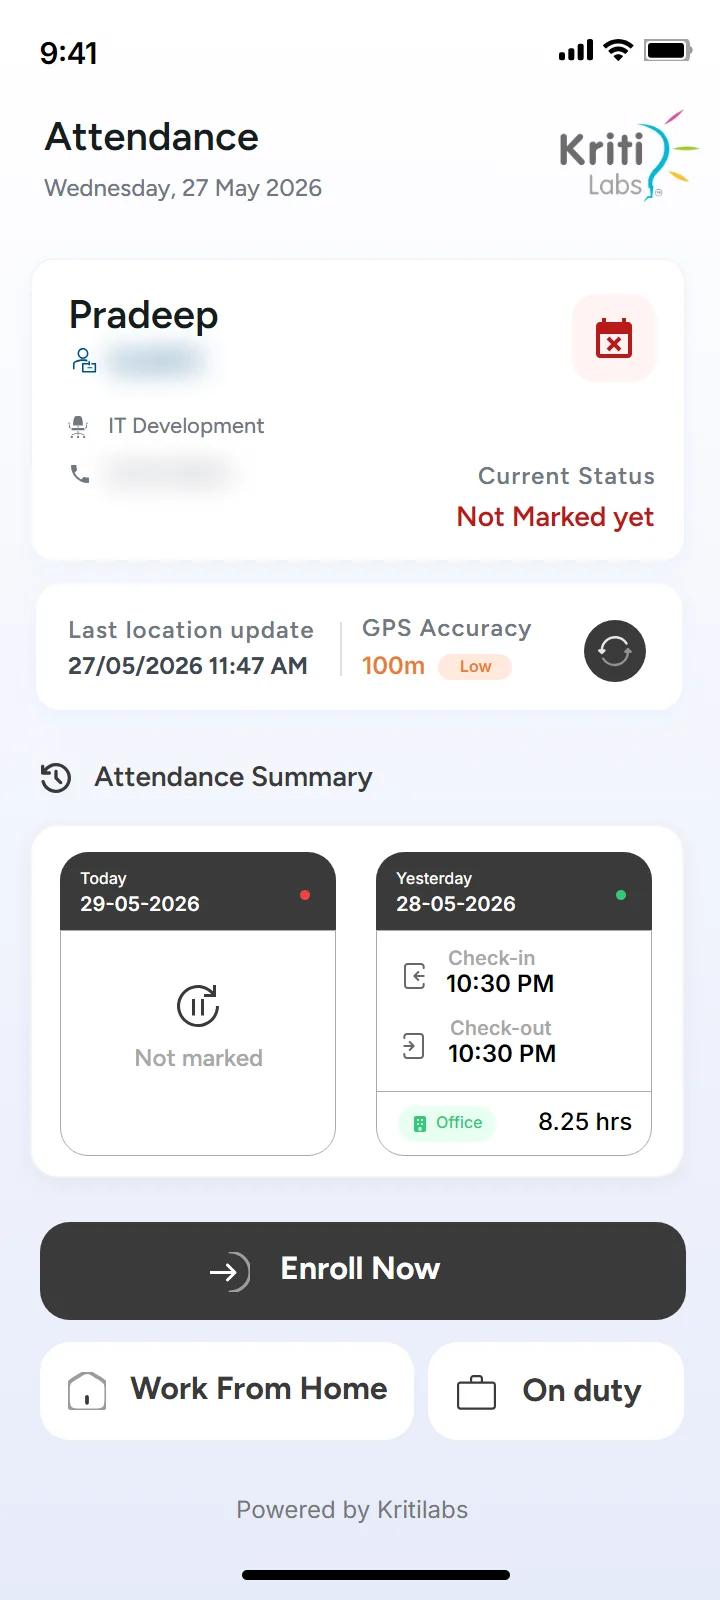 9:41
Attendance
Wednesday, 27 May 2026
Kriti
Labs
Pradeep
IT Development
Current Status
Not Marked yet
Last location update
27/05/2026 11:47 AM
GPS Accuracy
100m Low
Attendance Summary
Today
29-05-2026
Not marked
Yesterday
28-05-2026
Check-in
10:30 PM
Check-out
10:30 PM
Office 8.25 hrs
Enroll Now
Work From Home
On duty
Powered by Kritilabs